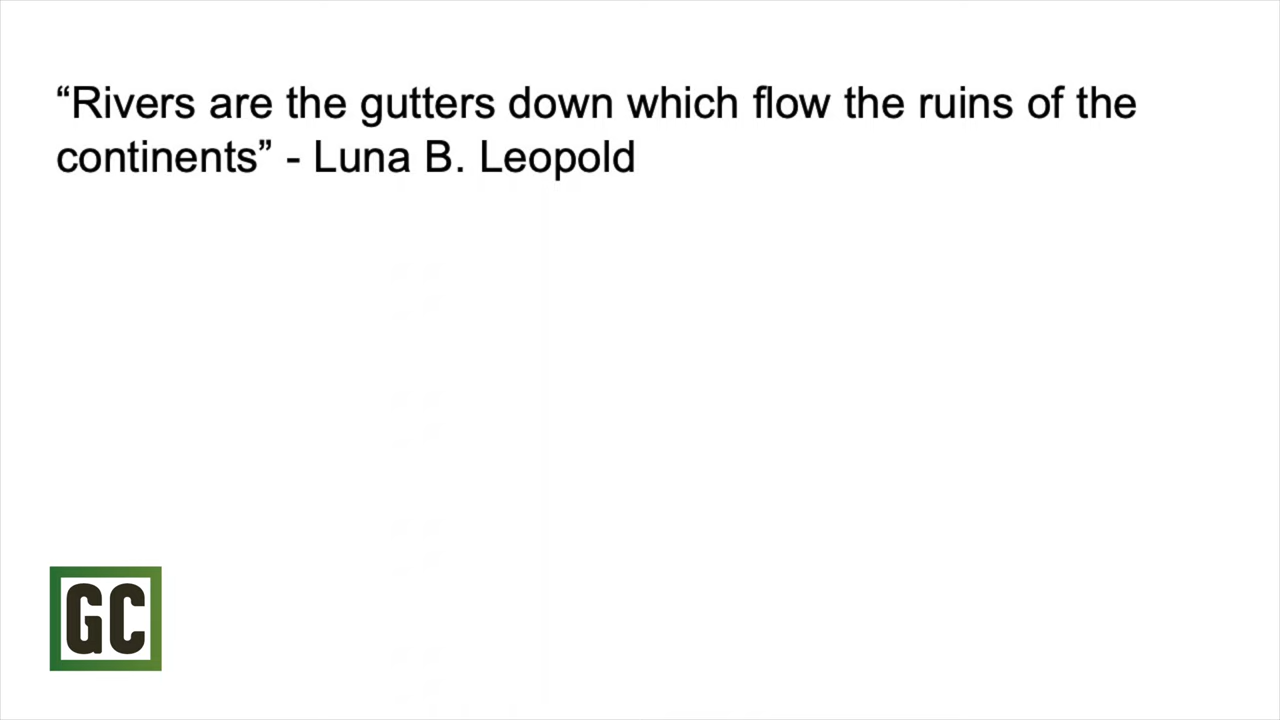 “Rivers are the gutters down which flow the ruins of the
continents” - Luna B. Leopold
GC